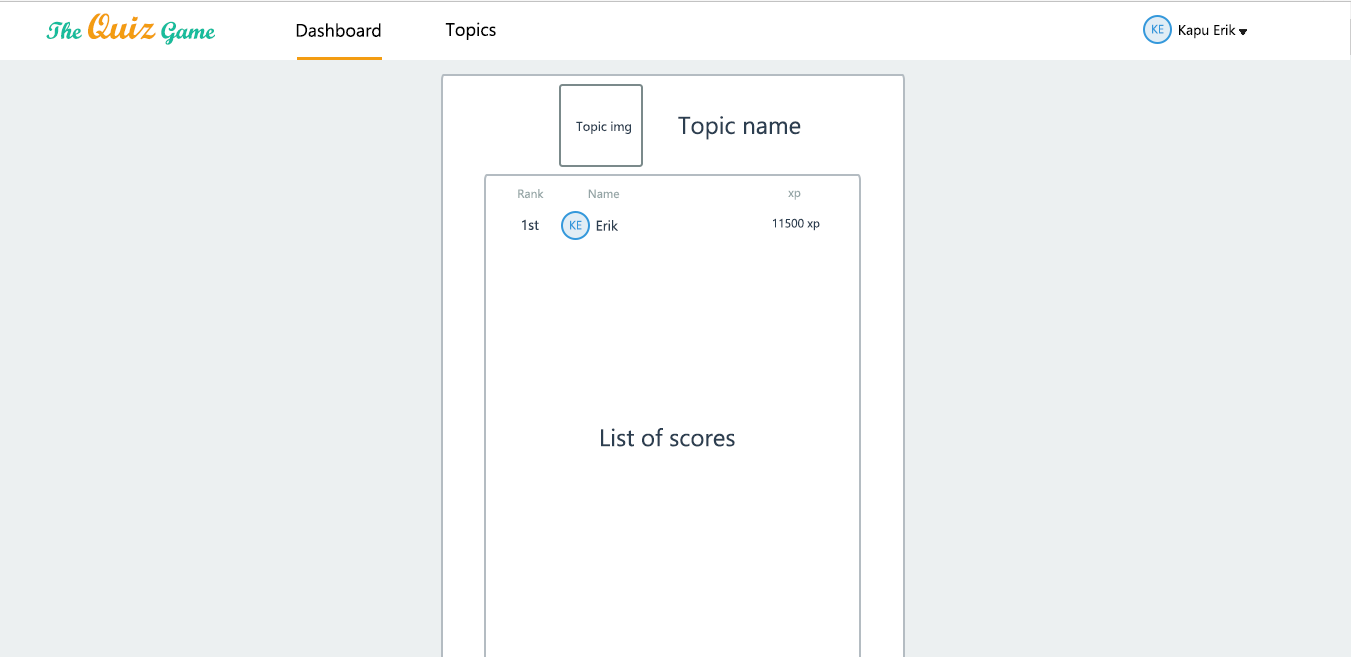 The Quiz Game
Dashboard
Topics
KE Kapu Erik
Topic img
Topic name
Rank Name xp
1st KE Erik 11500 xp
List of scores